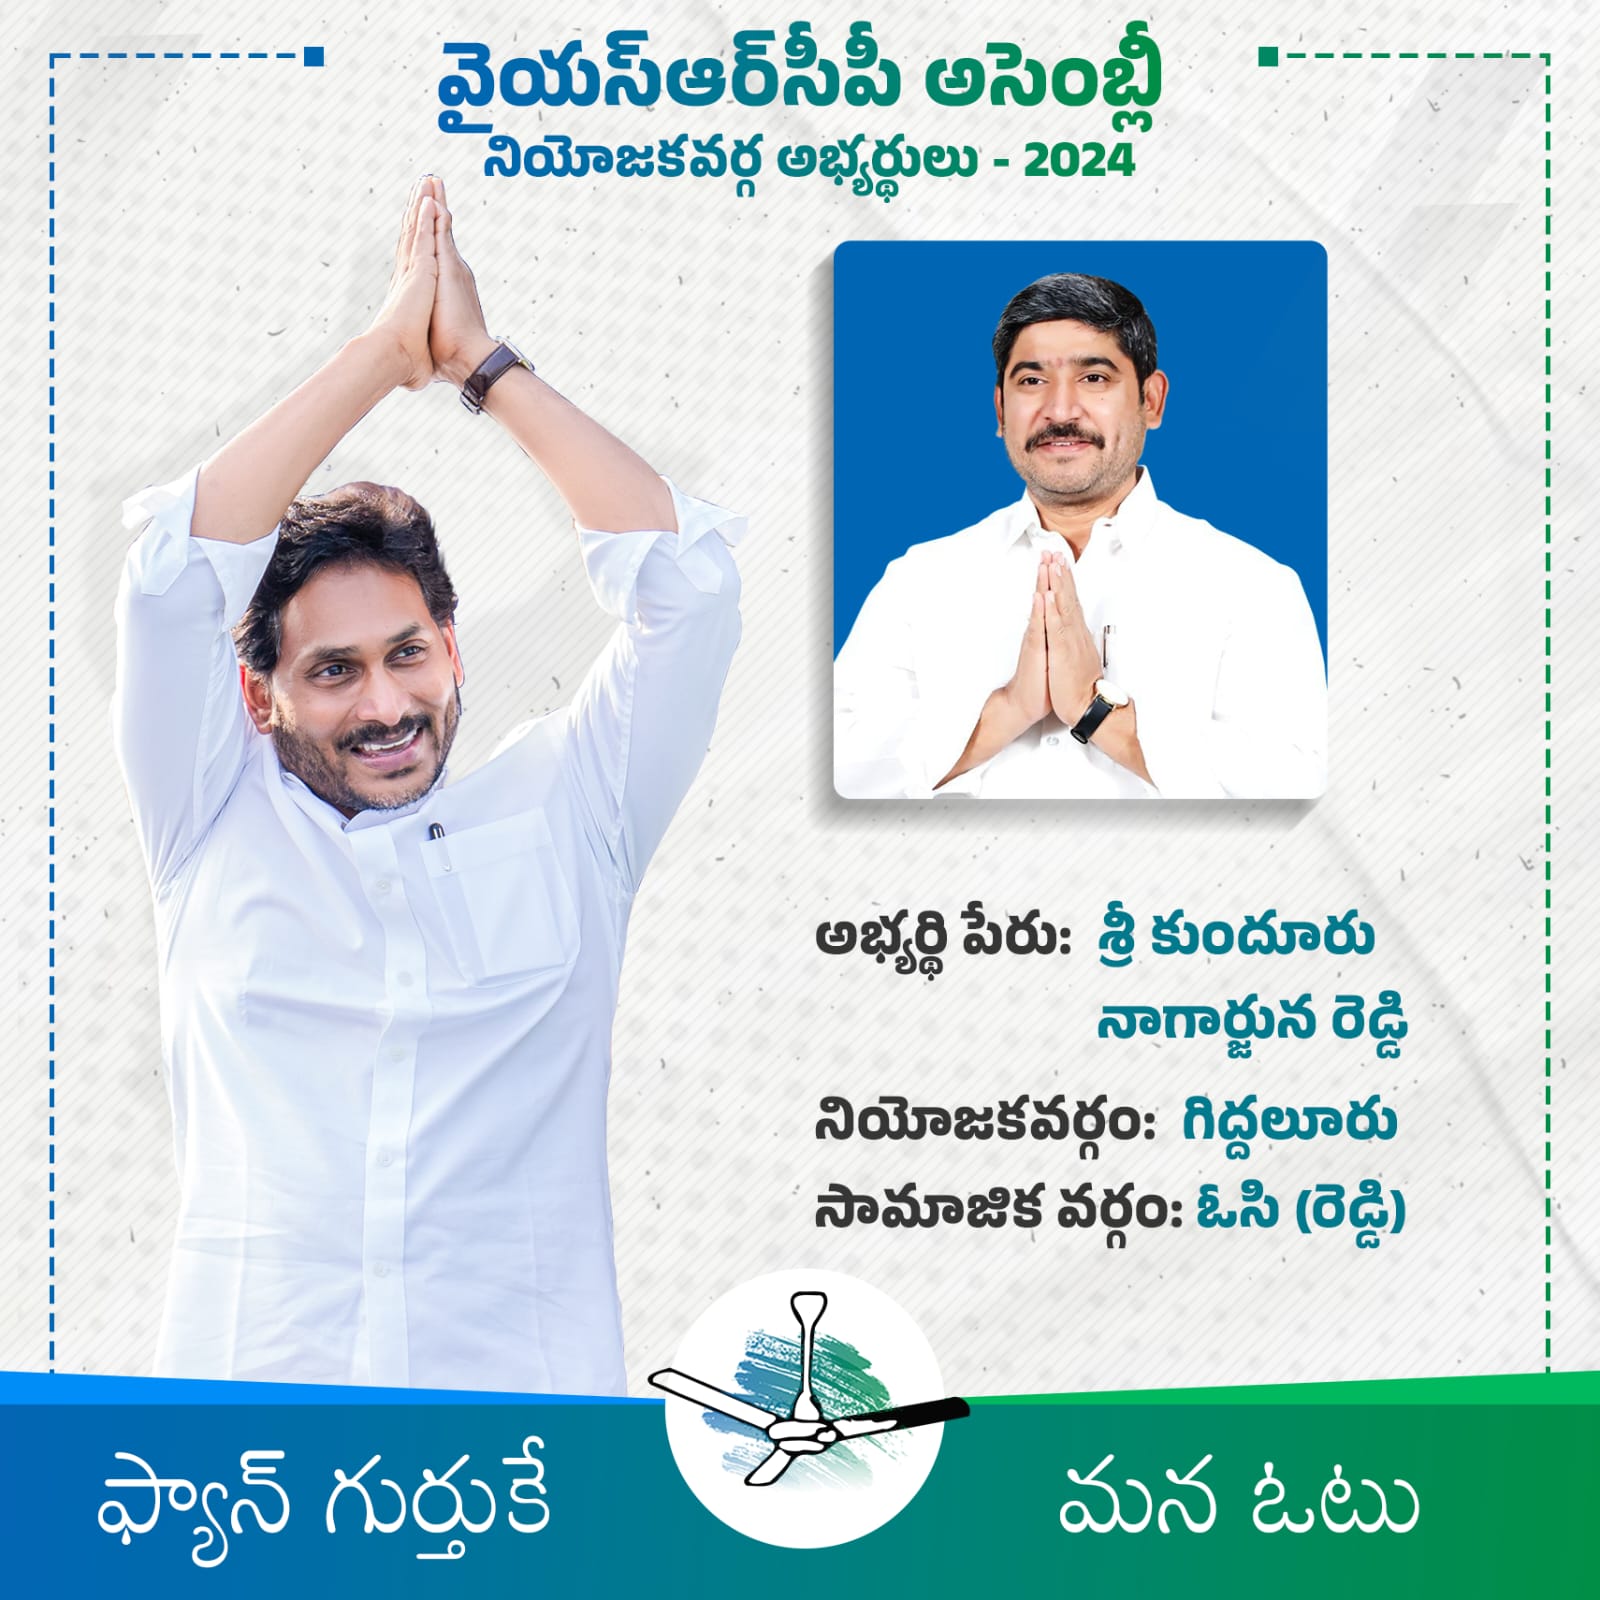 వైయస్ఆర్‌సీపీ అసెంబ్లీ
నియోజకవర్గ అభ్యర్థులు - 2024
అభ్యర్థి పేరు: శ్రీ కుందూరు
నాగార్జున రెడ్డి
నియోజకవర్గం: గిద్దలూరు
సామాజిక వర్గం: ఓసి (రెడ్డి)
ఫ్యాన్ గుర్తుకే మన ఓటు